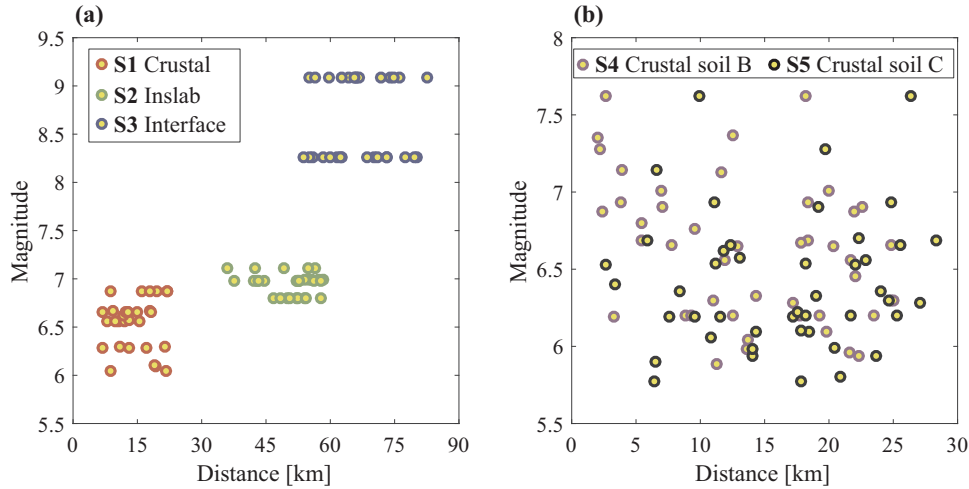 (a)
9.5
9
8.5
8
7.5
7
6.5
6
5.5
Magnitude
S1 Crustal
S2 Inslab
S3 Interface
0 15 30 45 60 75 90
Distance [km]
(b)
8
7.5
7
6.5
6
5.5
Magnitude
S4 Crustal soil B S5 Crustal soil C
0 5 10 15 20 25 30
Distance [km]